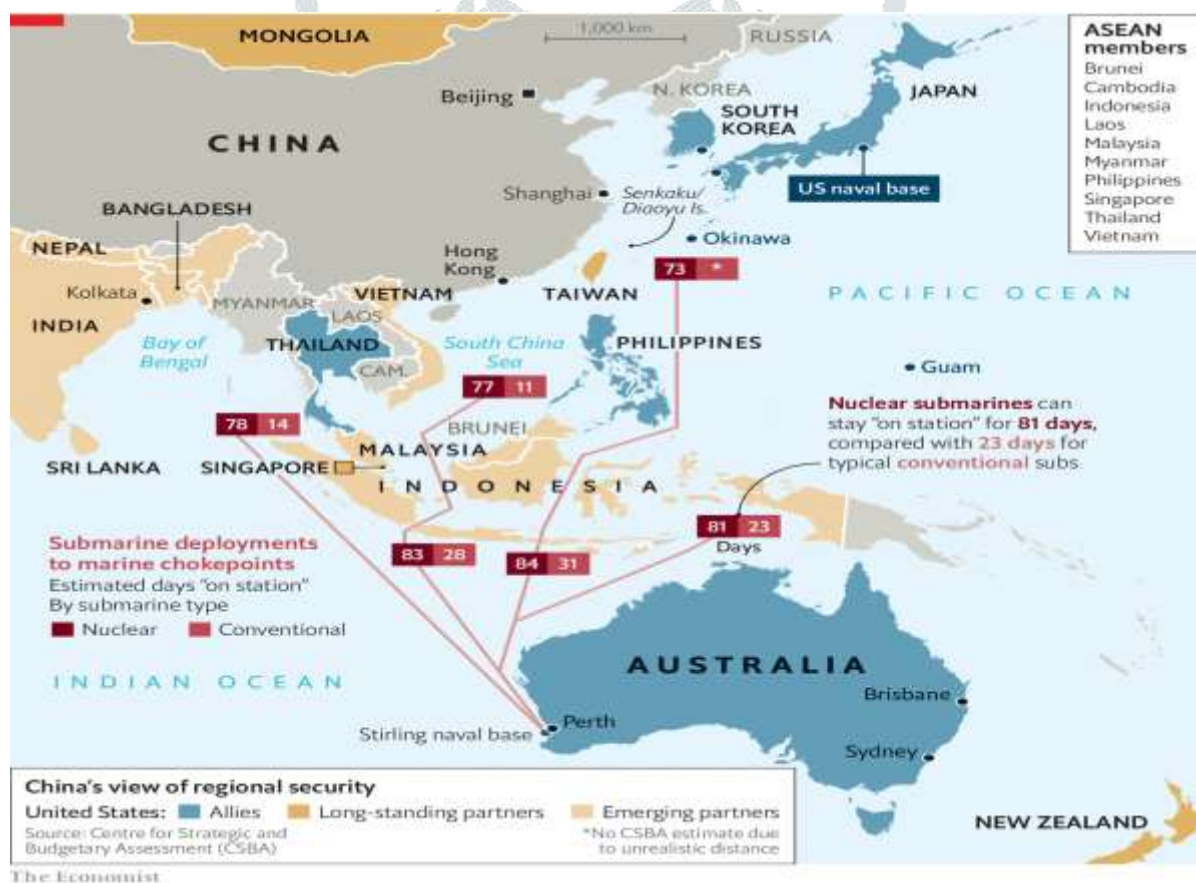 MONGOLIA
1,000 km
RUSSIA
ASEAN
members
Brunei
Cambodia
Indonesia
Laos
Malaysia
Myanmar
Philippines
Singapore
Thailand
Vietnam
Beijing
N. KOREA
SOUTH
KOREA
JAPAN
CHINA
US naval base
Shanghai
Senkaku/
Diaoyu Is.
BANGLADESH
NEPAL
Okinawa
Hong
Kong
73 *
Kolkata
MYANMAR
VIETNAM
TAIWAN
PACIFIC OCEAN
LAOS
INDIA
Bay of
Bengal
THAILAND
South China
Sea
PHILIPPINES
CAM.
Guam
77 11
Nuclear submarines can
stay "on station" for 81 days,
compared with 23 days for
typical conventional subs
78 14
BRUNEI
MALAYSIA
SRI LANKA
SINGAPORE
INDONESIA
81 23
Days
Submarine deployments
to marine chokepoints
Estimated days "on station"
By submarine type
Nuclear Conventional
83 28
84 31
INDIAN OCEAN
AUSTRALIA
Brisbane
Perth
Stirling naval base
Sydney
China's view of regional security
United States: Allies Long-standing partners Emerging partners
Source: Centre for Strategic and
Budgetary Assessment (CSBA)
*No CSBA estimate due
to unrealistic distance
NEW ZEALAND
The Economist